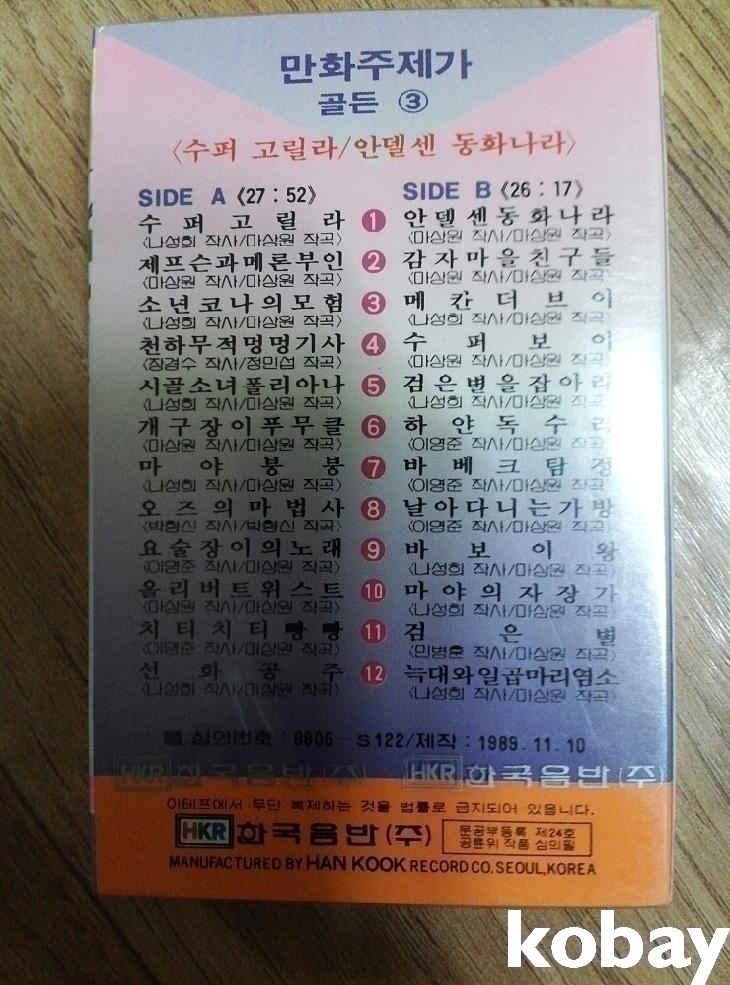 만화주제가
골든 ③
〈수퍼 고릴라/안델센 동화나라〉
SIDE A 《27 : 52》
수퍼고릴라
〈나성희 작사/마상원 작곡〉
제프슨과메론부인
〈마상원 작사/마상원 작곡〉
소년코나의모험
〈나성희 작사/마상원 작곡〉
천하무적멍멍기사
〈장경수 작사/정민섭 작곡〉
시골소녀폴리아나
〈나성희 작사/마상원 작곡〉
개구장이푸무클
〈마상원 작사/마상원 작곡〉
마야붕붕
〈나성희 작사/마상원 작곡〉
오즈의마법사
〈박형신 작사/박형신 작곡〉
요술장이의노래
〈이영준 작사/마상원 작곡〉
올리버트위스트
〈마상원 작사/마상원 작곡〉
치티치티빵빵
〈이영준 작사/마상원 작곡〉
선화공주
〈나성희 작사/마상원 작곡〉
1
2
3
4
5
6
7
8
9
10
11
12
SIDE B 《26 : 17》
안델센동화나라
〈마상원 작사/마상원 작곡〉
감자마을친구들
〈마상원 작사/마상원 작곡〉
메칸더브이
〈나성희 작사/마상원 작곡〉
수퍼보이
〈마상원 작사/마상원 작곡〉
검은별을잡아라
〈나성희 작사/마상원 작곡〉
하얀독수리
〈이영준 작사/마상원 작곡〉
바베크탐정
〈이영준 작사/마상원 작곡〉
날아다니는가방
〈이영준 작사/마상원 작곡〉
바보이왕
〈나성희 작사/마상원 작곡〉
마야의자장가
〈나성희 작사/마상원 작곡〉
검은별
〈민병훈 작사/마상원 작곡〉
늑대와일곱마리염소
〈나성희 작사/마상원 작곡〉
■ 심의번호 : 8806 - S122/제작 : 1989. 11. 10
HKR 한국음반(주) HKR 한국음반(주)
이테프에서 무단 복제하는 것을 법률로 금지되어 있읍니다.
HKR 한국음반(주)
문공부등록 제24호
공륜위 작품 심의필
MANUFACTURED BY HAN KOOK RECORD CO. SEOUL, KOREA
kobay